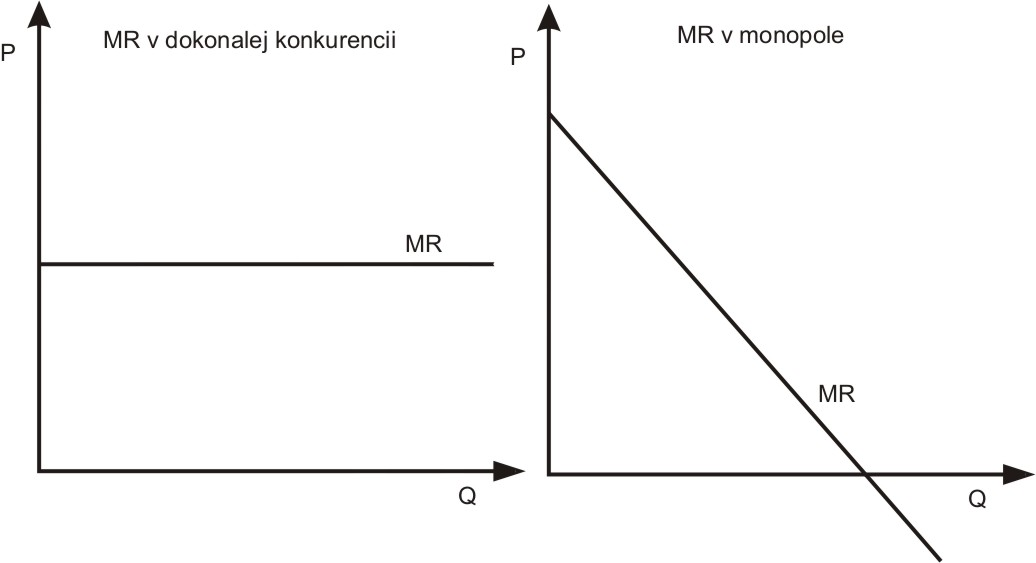 MR v dokonalej konkurencii
P
MR
Q
MR v monopole
P
MR
Q